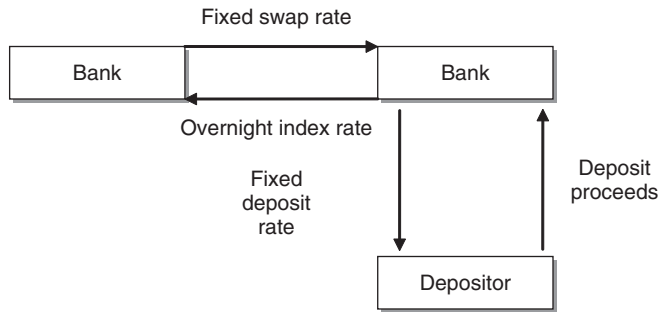 Fixed swap rate
Bank
Bank
Overnight index rate
Fixed
deposit
rate
Deposit
proceeds
Depositor